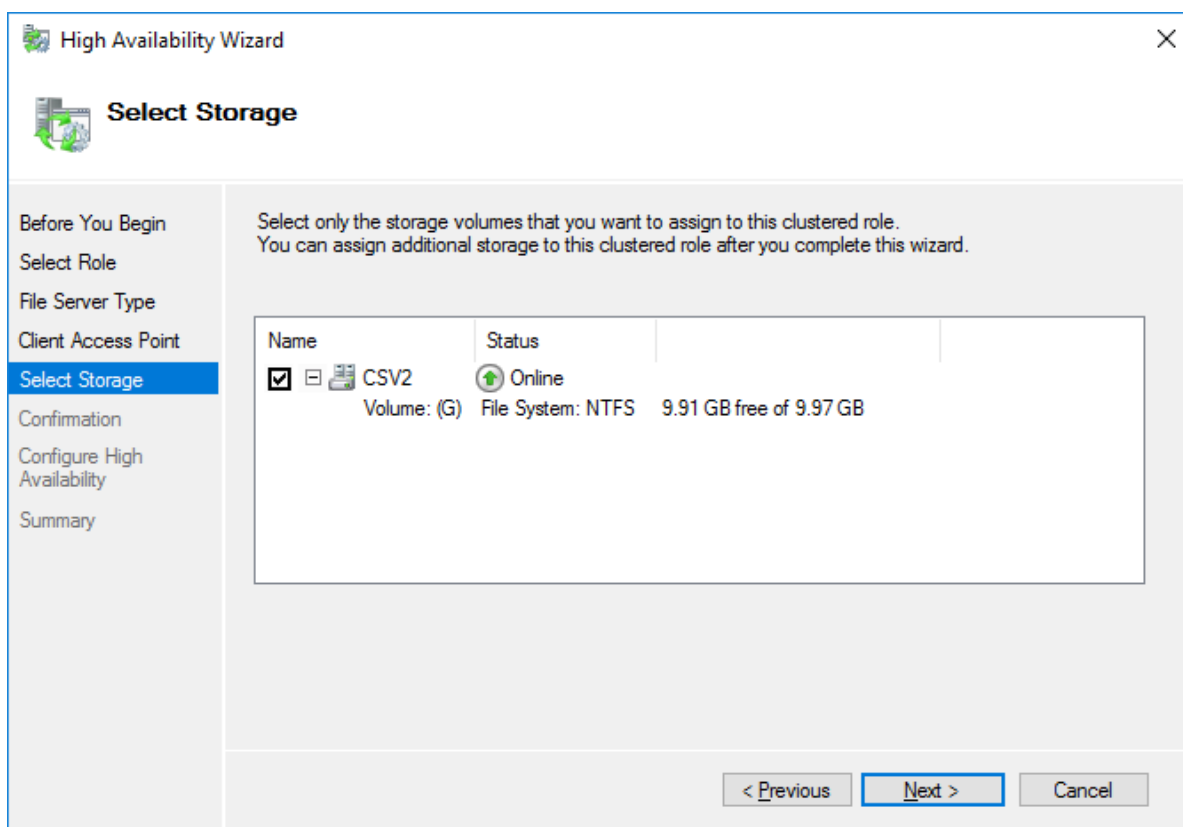 High Availability Wizard
Select Storage
Before You Begin
Select Role
File Server Type
Client Access Point
Select Storage
Confirmation
Configure High
Availability
Summary
Select only the storage volumes that you want to assign to this clustered role.
You can assign additional storage to this clustered role after you complete this wizard.
Name Status
CSV2 Online
Volume: (G) File System: NTFS 9.91 GB free of 9.97 GB
< Previous Next > Cancel